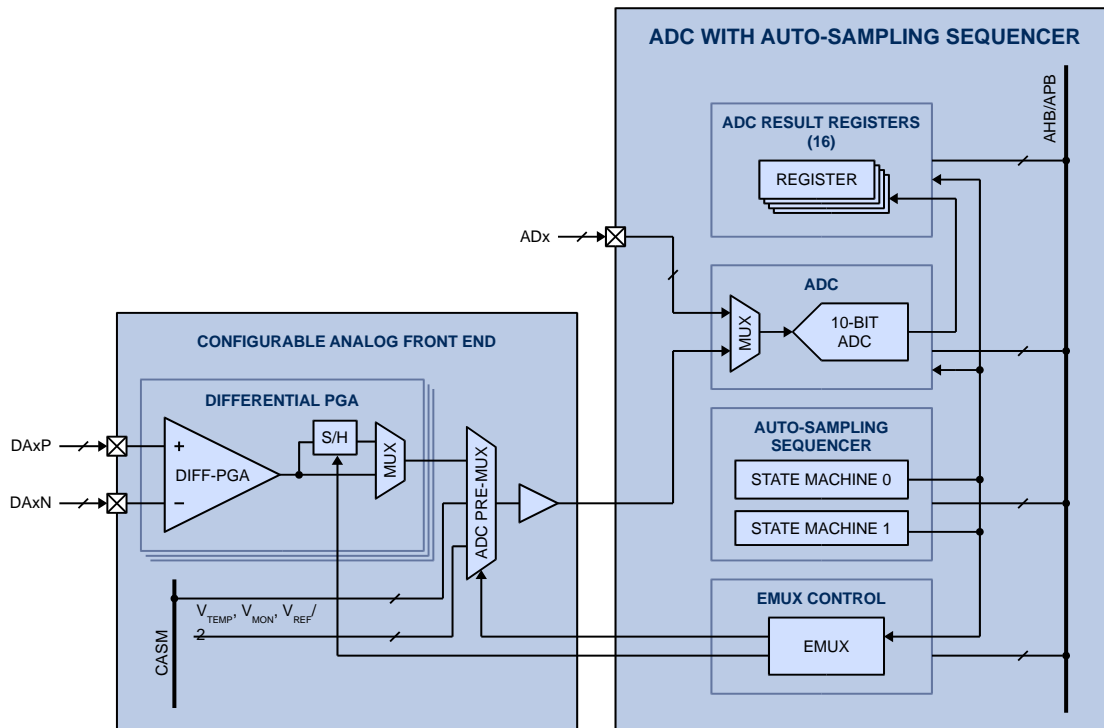 ADC WITH AUTO-SAMPLING SEQUENCER
AHB/APB
ADC RESULT REGISTERS
(16)
REGISTER
ADx
ADC
MUX
10-BIT
ADC
CONFIGURABLE ANALOG FRONT END
DIFFERENTIAL PGA
DAxP
+
S/H
MUX
DIFF-PGA
DAxN
−
ADC PRE-MUX
AUTO-SAMPLING
SEQUENCER
STATE MACHINE 0
STATE MACHINE 1
CASM
VTEMP, VMON, VREF/
2
EMUX CONTROL
EMUX